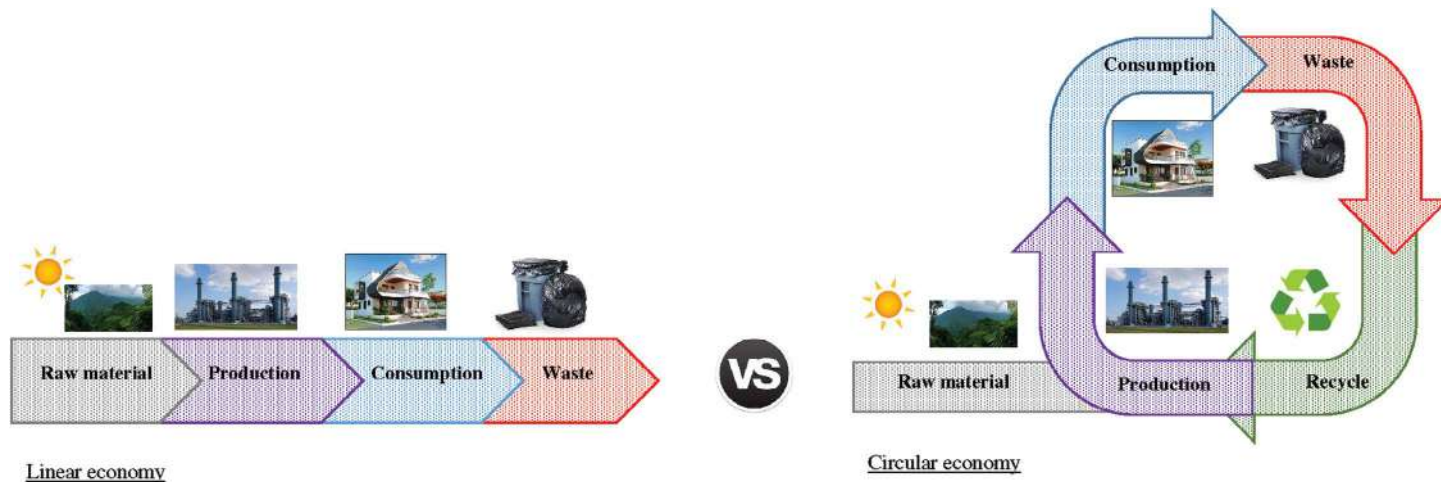 Raw material
Production
Consumption
Waste
Linear economy
VS
Consumption
Waste
Raw material
Production
Recycle
Circular economy